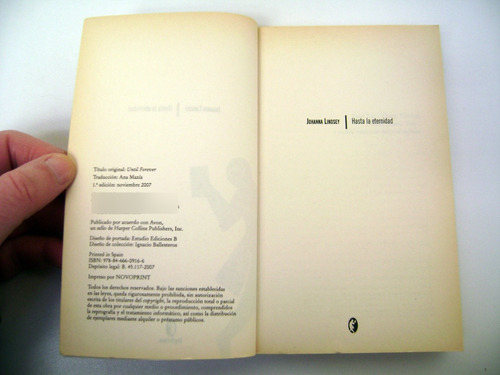 Título original: Until Forever
Traducción: Ana Mazía
1.ª edición: noviembre 2007
Publicado por acuerdo con Avon,
un sello de Harper Collins Publishers, Inc.
Diseño de portada: Estudio Ediciones B
Diseño de colección: Ignacio Ballesteros
Printed in Spain
ISBN: 978-84-666-0916-6
Depósito legal: B. 45.117-2007
Impreso por NOVOPRINT
Todos los derechos reservados. Bajo las sanciones establecidas
en las leyes, queda rigurosamente prohibida, sin autorización
escrita de los titulares del copyright, la reproducción total o parcial
de esta obra por cualquier medio o procedimiento, comprendidos
la reprografía y el tratamiento informático, así como la distribución
de ejemplares mediante alquiler o préstamo públicos.
JOHANNA LINDSEY | Hasta la eternidad